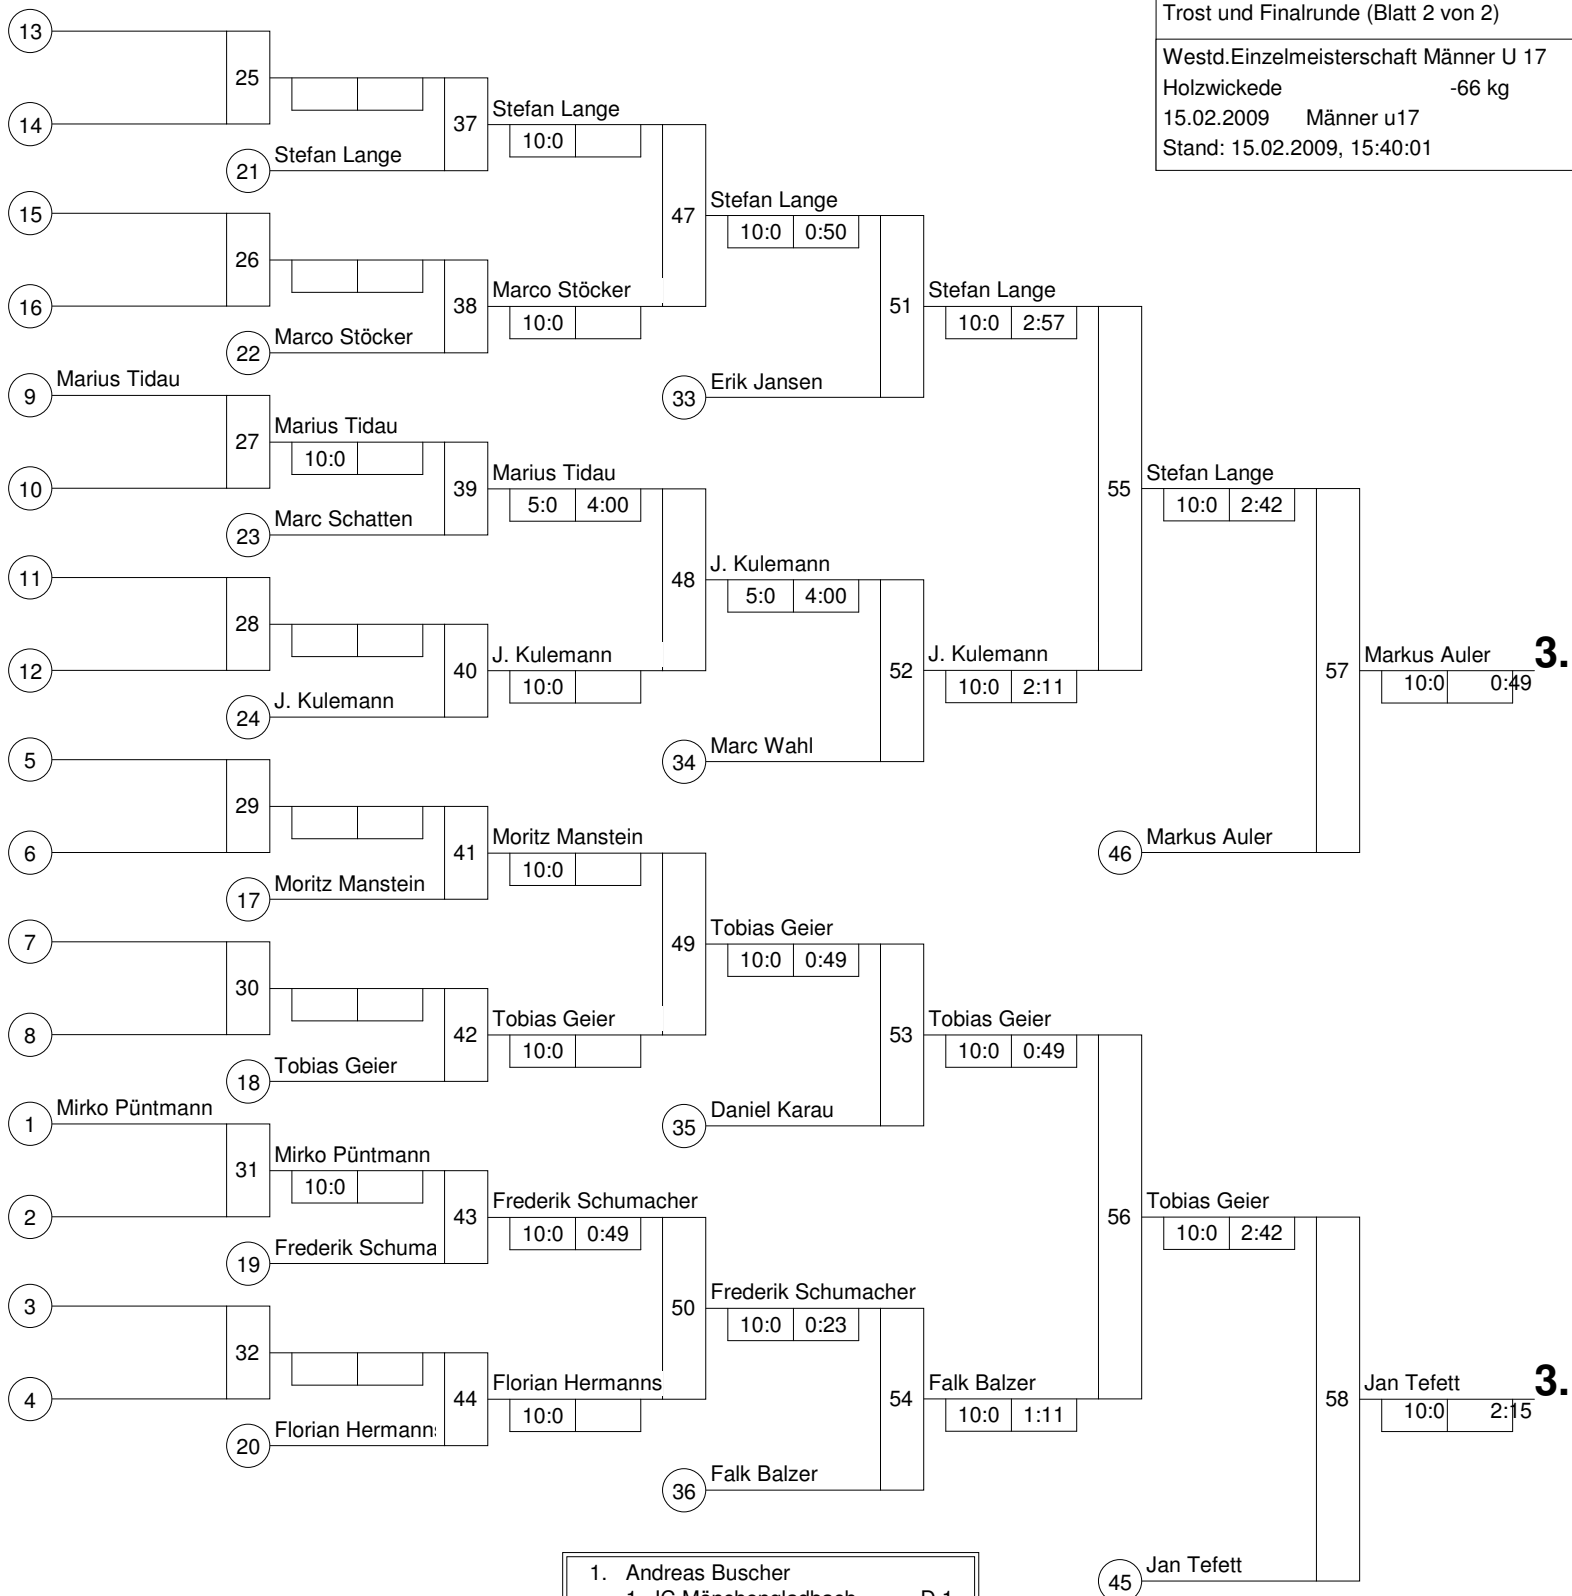 Trost und Finalrunde (Blatt 2 von 2)
Westd.Einzelmeisterschaft Männer U 17
Holzwickede -66 kg
15.02.2009 Männer u17
Stand: 15.02.2009, 15:40:01
13
25
14
37
Stefan Lange
10:0
21
Stefan Lange
15
47
Stefan Lange
10:0 0:50
26
16
38
Marco Stöcker
10:0
51
Stefan Lange
10:0 2:57
22
Marco Stöcker
9
Marius Tidau
33
Erik Jansen
27
Marius Tidau
10:0
10
39
Marius Tidau
5:0 4:00
55
Stefan Lange
10:0 2:42
23
Marc Schatten
11
48
J. Kulemann
5:0 4:00
28
12
40
J. Kulemann
10:0
52
J. Kulemann
10:0 2:11
57
Markus Auler
3.
10:0 0:49
24
J. Kulemann
5
34
Marc Wahl
29
6
41
Moritz Manstein
10:0
46
Markus Auler
17
Moritz Manstein
7
49
Tobias Geier
10:0 0:49
30
8
42
Tobias Geier
10:0
53
Tobias Geier
10:0 0:49
18
Tobias Geier
1
Mirko Püntmann
35
Daniel Karau
31
Mirko Püntmann
10:0
2
43
Frederik Schumacher
10:0 0:49
56
Tobias Geier
10:0 2:42
19
Frederik Schuma
3
50
Frederik Schumacher
10:0 0:23
32
4
44
Florian Hermanns
10:0
54
Falk Balzer
10:0 1:11
58
Jan Tefett
3.
10:0 2:15
20
Florian Hermanns
36
Falk Balzer
45
Jan Tefett
1. Andreas Buscher
1. JC Mönchengladbach D 1